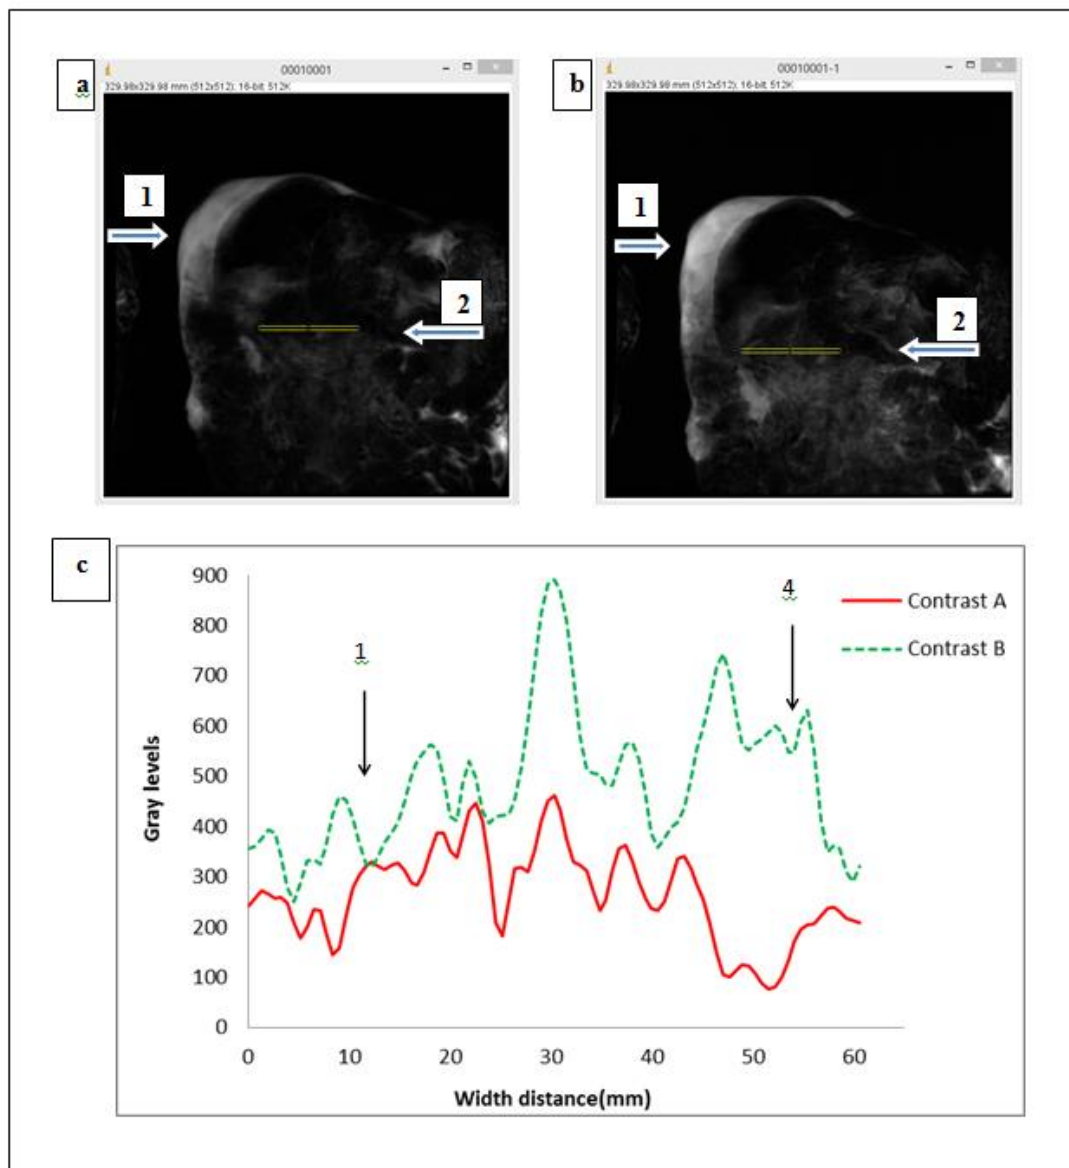 a
00010001
329.98x329.98 mm (512x512); 16-bit; 512K
1
2
b
00010001-1
329.98x329.98 mm (512x512); 16-bit; 512K
1
2
c
900
800
700
600
500
400
300
200
100
0
Gray levels
1
4
Contrast A
Contrast B
0 10 20 30 40 50 60
Width distance(mm)